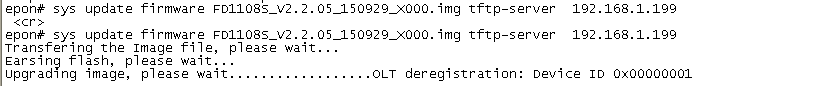 epon# sys update firmware FD1108S_V2.2.05_150929_X000.img tftp-server  192.168.1.199
<cr>
epon# sys update firmware FD1108S_V2.2.05_150929_X000.img tftp-server  192.168.1.199
Transfering the Image file, please wait...
Earsing flash, please wait...
Upgrading image, please wait..................OLT deregistration: Device ID 0x00000001